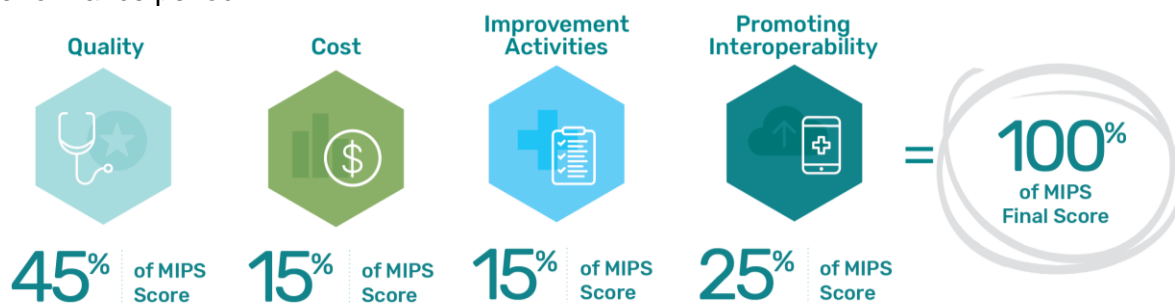 Quality
Cost
Improvement
Activities
Promoting
Interoperability
45% of MIPS
Score
15% of MIPS
Score
15% of MIPS
Score
25% of MIPS
Score
$
=
100%
of MIPS
Final Score